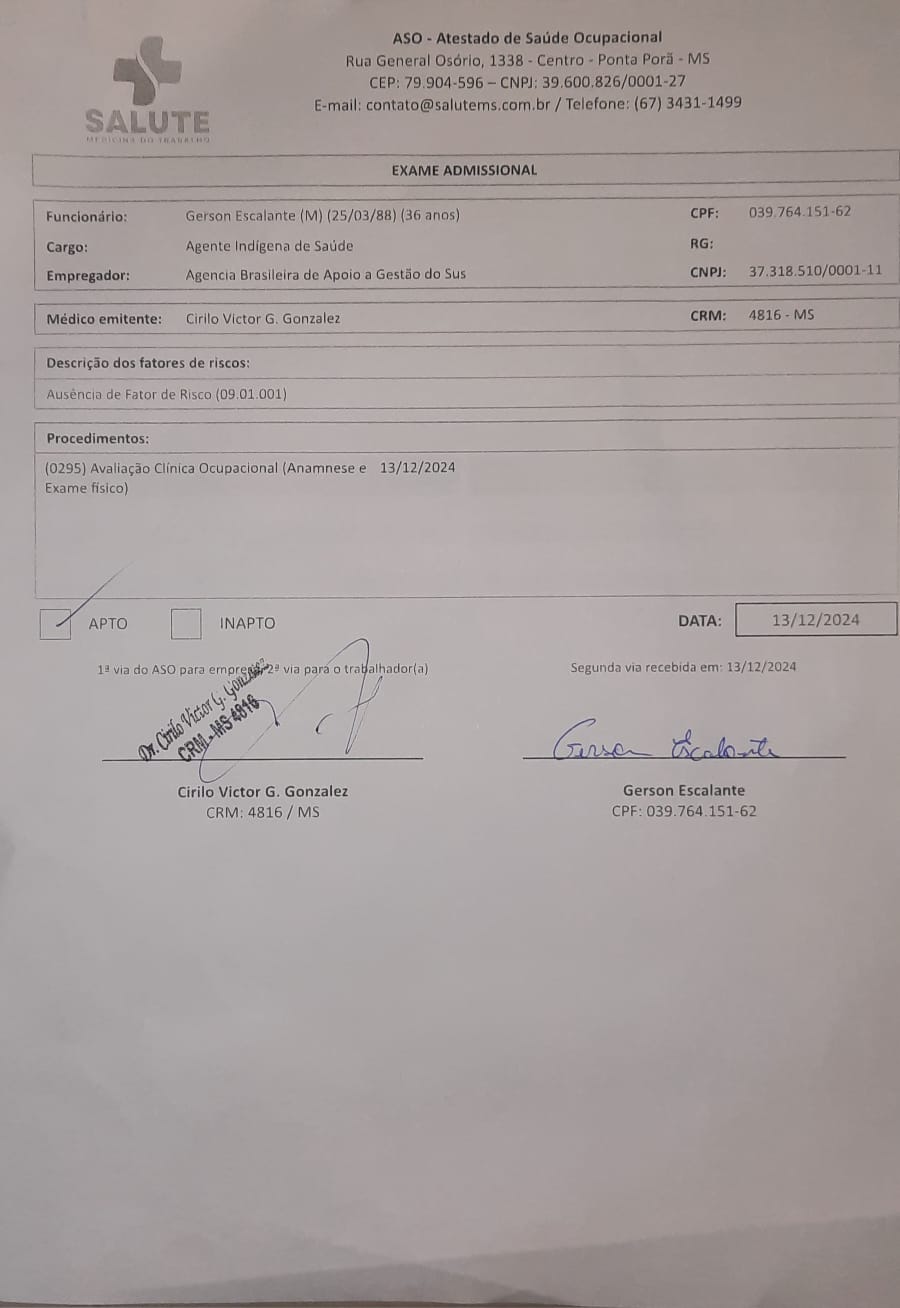 ASO - Atestado de Saúde Ocupacional
Rua General Osório, 1338 - Centro - Ponta Porã - MS
CEP: 79.904-596 – CNPJ: 39.600.826/0001-27
E-mail: contato@salutems.com.br / Telefone: (67) 3431-1499
SALUTE
MEDICINA DO TRABALHO
EXAME ADMISSIONAL
Funcionário: Gerson Escalante (M) (25/03/88) (36 anos) CPF: 039.764.151-62
Cargo: Agente Indígena de Saúde RG:
Empregador: Agencia Brasileira de Apoio a Gestão do Sus CNPJ: 37.318.510/0001-11
Médico emitente: Cirilo Victor G. Gonzalez CRM: 4816 - MS
Descrição dos fatores de riscos:
Ausência de Fator de Risco (09.01.001)
Procedimentos:
(0295) Avaliação Clínica Ocupacional (Anamnese e 13/12/2024
Exame físico)
APTO INAPTO DATA: 13/12/2024
1ª via do ASO para empresa 2ª via para o trabalhador(a) Segunda via recebida em: 13/12/2024
Dr. Cirilo Victor G. Gonzalez
CRM - MS 4816
Gerson Escalante
Cirilo Victor G. Gonzalez Gerson Escalante
CRM: 4816 / MS CPF: 039.764.151-62